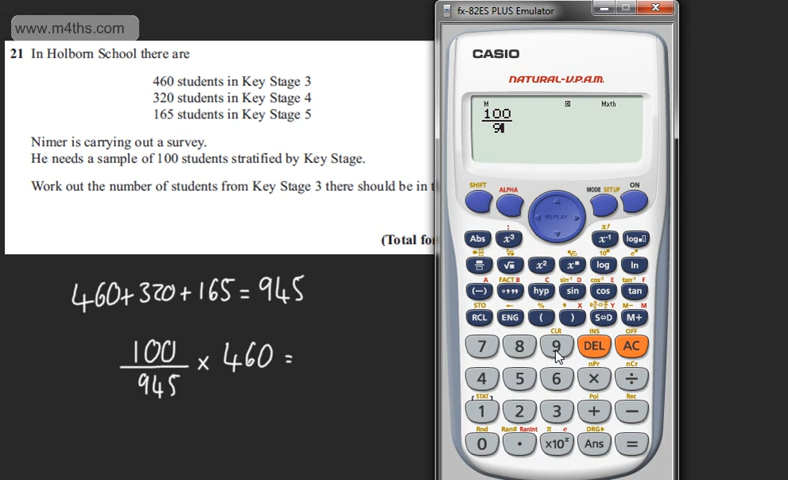 www.m4ths.com
fx-82ES PLUS Emulator
21 In Holborn School there are
460 students in Key Stage 3
320 students in Key Stage 4
165 students in Key Stage 5
Nimer is carrying out a survey.
He needs a sample of 100 students stratified by Key Stage.
Work out the number of students from Key Stage 3 there should be in t
(Total fo
460+320+165=945
100
945
× 460 =
CASIO
NATURAL-V.P.A.M.
M Math
100
9
SHIFT ALPHA REPLAY MODE SETUP ON
Abs x³ x⁻¹ log
√ x² log ln
(−) hyp sin cos tan
RCL ENG ( ) S⇔D M+
7 8 9 DEL AC
4 5 6 × ÷
1 2 3 + −
0 . ×10ˣ Ans =